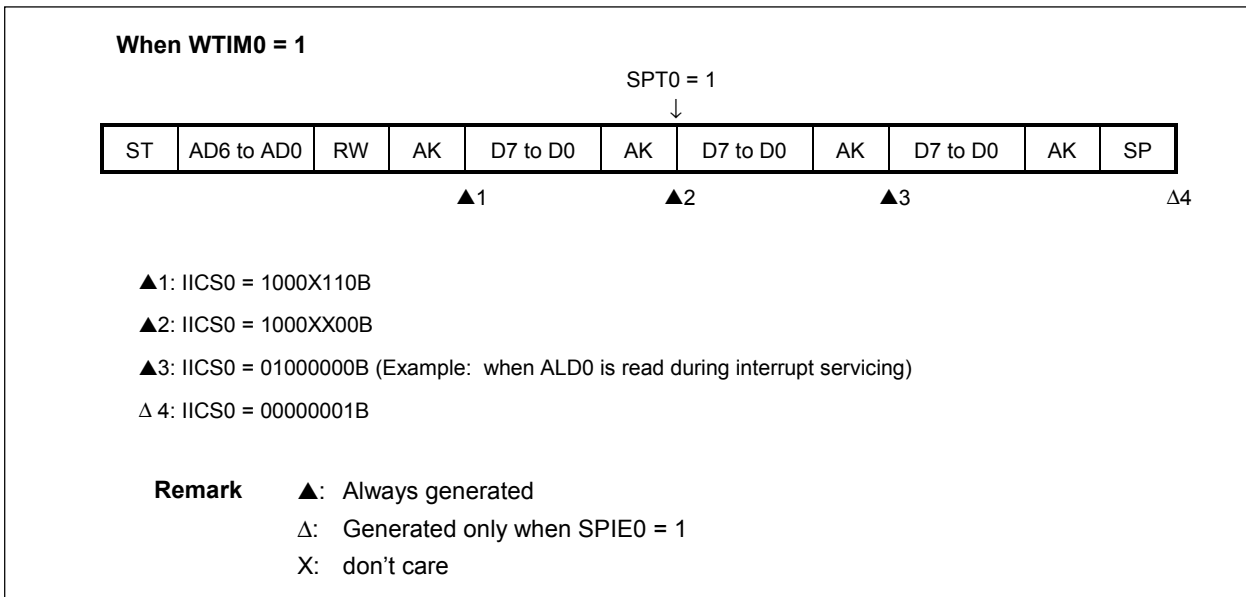 When WTIM0 = 1
SPT0 = 1
↓
ST AD6 to AD0 RW AK D7 to D0 AK D7 to D0 AK D7 to D0 AK SP
▲1 ▲2 ▲3 Δ4
▲1: IICS0 = 1000X110B
▲2: IICS0 = 1000XX00B
▲3: IICS0 = 01000000B (Example: when ALD0 is read during interrupt servicing)
Δ 4: IICS0 = 00000001B
Remark ▲: Always generated
Δ: Generated only when SPIE0 = 1
X: don't care